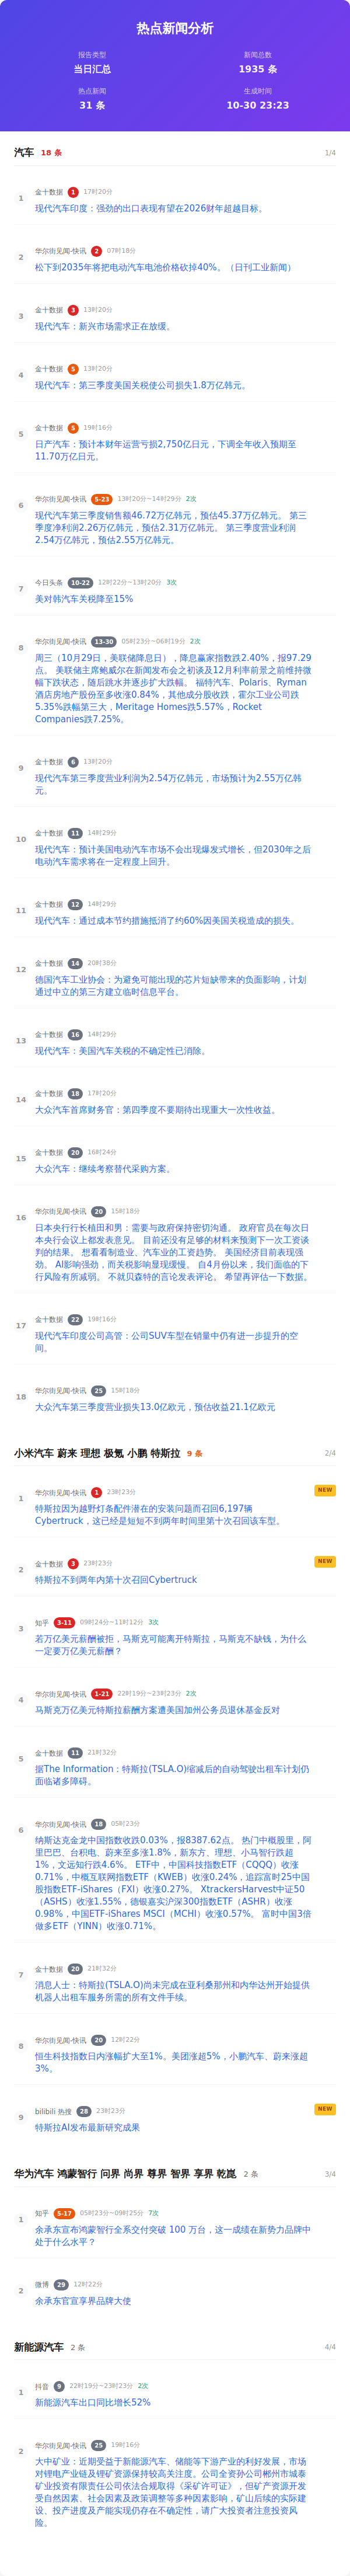 热点新闻分析
报告类型
新闻总数
当日汇总
1935 条
热点新闻
生成时间
31 条
10-30 23:23
汽车 18 条 1/4
1
金十数据 1 17时20分
现代汽车印度：强劲的出口表现有望在2026财年超越目标。
2
华尔街见闻-快讯 2 07时18分
松下到2035年将把电动汽车电池价格砍掉40%。（日刊工业新闻）
3
金十数据 3 13时20分
现代汽车：新兴市场需求正在放缓。
4
金十数据 5 13时20分
现代汽车：第三季度美国关税使公司损失1.8万亿韩元。
5
金十数据 5 19时16分
日产汽车：预计本财年运营亏损2,750亿日元，下调全年收入预期至
11.70万亿日元。
6
华尔街见闻-快讯 5-23 13时20分~14时29分 2次
现代汽车第三季度销售额46.72万亿韩元，预估45.37万亿韩元。 第三
季度净利润2.26万亿韩元，预估2.31万亿韩元。 第三季度营业利润
2.54万亿韩元，预估2.55万亿韩元。
7
今日头条 10-22 12时22分~13时20分 3次
美对韩汽车关税降至15%
8
华尔街见闻-快讯 13-30 05时23分~06时19分 2次
周三（10月29日，美联储降息日），降息赢家指数跌2.40%，报97.29
点。 美联储主席鲍威尔在新闻发布会之初谈及12月利率前景之前维持微
幅下跌状态，随后跳水并逐步扩大跌幅。 福特汽车、Polaris、Ryman
酒店房地产股份至多收涨0.84%，其他成分股收跌，霍尔工业公司跌
5.35%跌幅第三大，Meritage Homes跌5.57%，Rocket
Companies跌7.25%。
9
金十数据 6 13时20分
现代汽车第三季度营业利润为2.54万亿韩元，市场预计为2.55万亿韩
元。
10
金十数据 11 14时29分
现代汽车：预计美国电动汽车市场不会出现爆发式增长，但2030年之后
电动汽车需求将在一定程度上回升。
11
金十数据 12 14时29分
现代汽车：通过成本节约措施抵消了约60%因美国关税造成的损失。
12
金十数据 14 20时38分
德国汽车工业协会：为避免可能出现的芯片短缺带来的负面影响，计划
通过中立的第三方建立临时信息平台。
13
金十数据 16 14时29分
现代汽车：美国汽车关税的不确定性已消除。
14
金十数据 18 17时20分
大众汽车首席财务官：第四季度不要期待出现重大一次性收益。
15
金十数据 20 16时24分
大众汽车：继续考察替代采购方案。
16
华尔街见闻-快讯 20 15时18分
日本央行行长植田和男：需要与政府保持密切沟通。 政府官员在每次日
本央行会议上都发表意见。 目前还没有足够的材料来预测下一次工资谈
判的结果。 想看看制造业、汽车业的工资趋势。 美国经济目前表现强
劲。 AI影响强劲，而关税影响显现缓慢。 自4月份以来，我们面临的下
行风险有所减弱。 不就贝森特的言论发表评论。 希望再评估一下数据。
17
金十数据 22 19时16分
现代汽车印度公司高管：公司SUV车型在销量中仍有进一步提升的空
间。
18
华尔街见闻-快讯 25 15时18分
大众汽车第三季度营业损失13.0亿欧元，预估收益21.1亿欧元
小米汽车 蔚来 理想 极氪 小鹏 特斯拉 9 条 2/4
1
华尔街见闻-快讯 1 23时23分 NEW
特斯拉因为越野灯条配件潜在的安装问题而召回6,197辆
Cybertruck，这已经是短短不到两年时间里第十次召回该车型。
2
金十数据 3 23时23分 NEW
特斯拉不到两年内第十次召回Cybertruck
3
知乎 3-11 09时24分~11时12分 3次
若万亿美元薪酬被拒，马斯克可能离开特斯拉，马斯克不缺钱，为什么
一定要万亿美元薪酬？
4
华尔街见闻-快讯 1-21 22时19分~23时23分 2次
马斯克万亿美元特斯拉薪酬方案遭美国加州公务员退休基金反对
5
金十数据 11 21时32分
据The Information：特斯拉(TSLA.O)缩减后的自动驾驶出租车计划仍
面临诸多障碍。
6
华尔街见闻-快讯 18 05时23分
纳斯达克金龙中国指数收跌0.03%，报8387.62点。 热门中概股里，阿
里巴巴、台积电、蔚来至多涨1.8%，新东方、理想、小马智行跌超
1%，文远知行跌4.6%。 ETF中，中国科技指数ETF（CQQQ）收涨
0.71%，中概互联网指数ETF（KWEB）收涨0.24%，追踪富时25中国
股指数ETF-iShares（FXI）收涨0.27%。 XtrackersHarvest中证50
（ASHS）收涨1.55%，德银嘉实沪深300指数ETF（ASHR）收涨
0.98%，中国ETF-iShares MSCI（MCHI）收涨0.57%。 富时中国3倍
做多ETF（YINN）收涨0.71%。
7
金十数据 20 21时32分
消息人士：特斯拉(TSLA.O)尚未完成在亚利桑那州和内华达州开始提供
机器人出租车服务所需的所有文件手续。
8
华尔街见闻-快讯 20 12时22分
恒生科技指数日内涨幅扩大至1%。美团涨超5%，小鹏汽车、蔚来涨超
3%。
9
bilibili 热搜 28 23时23分 NEW
特斯拉AI发布最新研究成果
华为汽车 鸿蒙智行 问界 尚界 尊界 智界 享界 乾崑 2 条 3/4
1
知乎 5-17 05时23分~09时25分 7次
余承东宣布鸿蒙智行全系交付突破 100 万台，这一成绩在新势力品牌中
处于什么水平？
2
微博 29 12时22分
余承东官宣享界品牌大使
新能源汽车 2 条 4/4
1
抖音 9 22时19分~23时23分 2次
新能源汽车出口同比增长52%
2
华尔街见闻-快讯 25 19时16分
大中矿业：近期受益于新能源汽车、储能等下游产业的利好发展，市场
对锂电产业链及锂矿资源保持较高关注度。公司全资孙公司郴州市城泰
矿业投资有限责任公司依法合规取得《采矿许可证》，但矿产资源开发
受自然因素、社会因素及政策调整等多种因素影响，矿山后续的实际建
设、投产进度及产能实现仍存在不确定性，请广大投资者注意投资风
险。